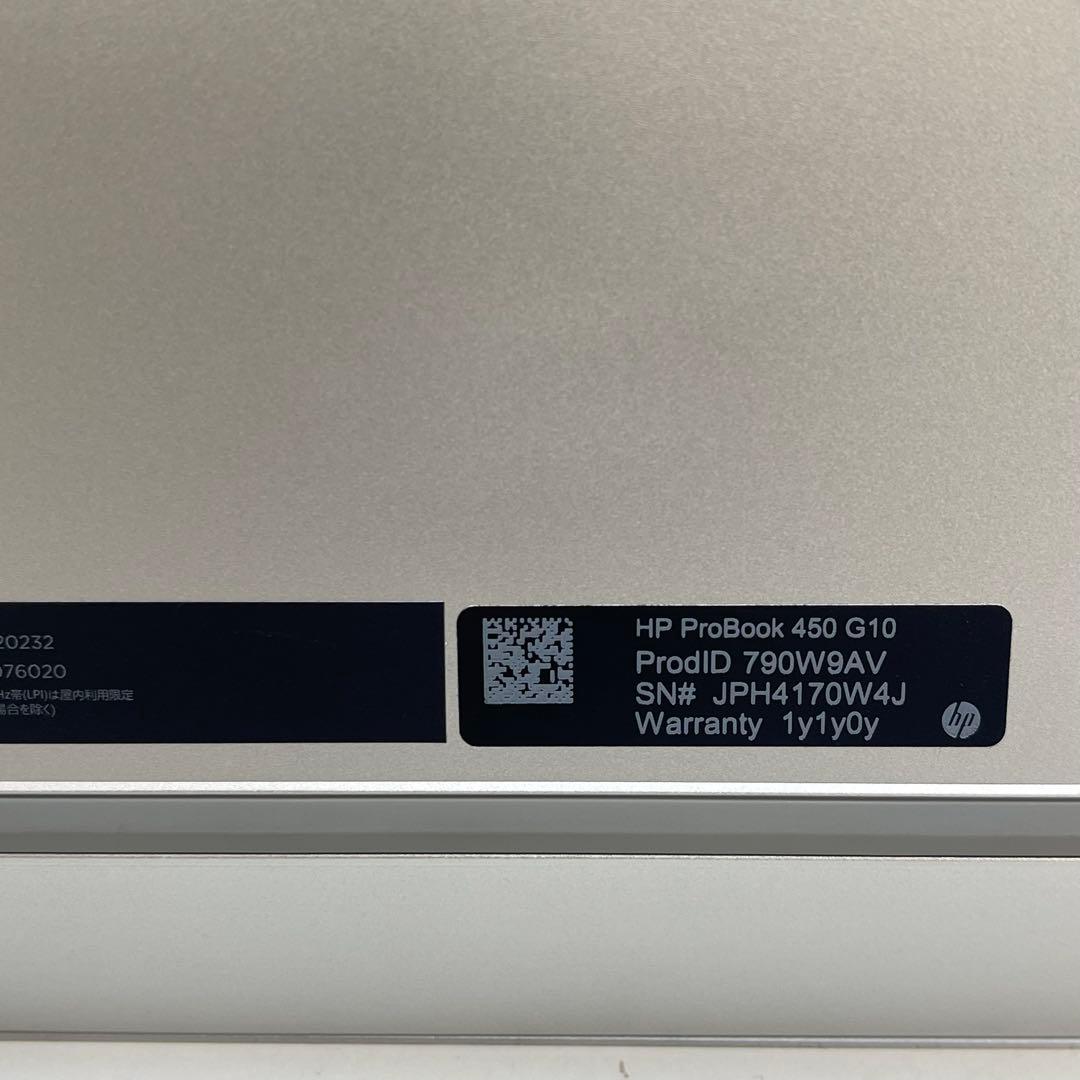 20232
076020
Hz帯(LPI)は屋内利用限定
場合を除く)
HP ProBook 450 G10
ProdID 790W9AV
SN# JPH4170W4J
Warranty 1y1y0y
hp